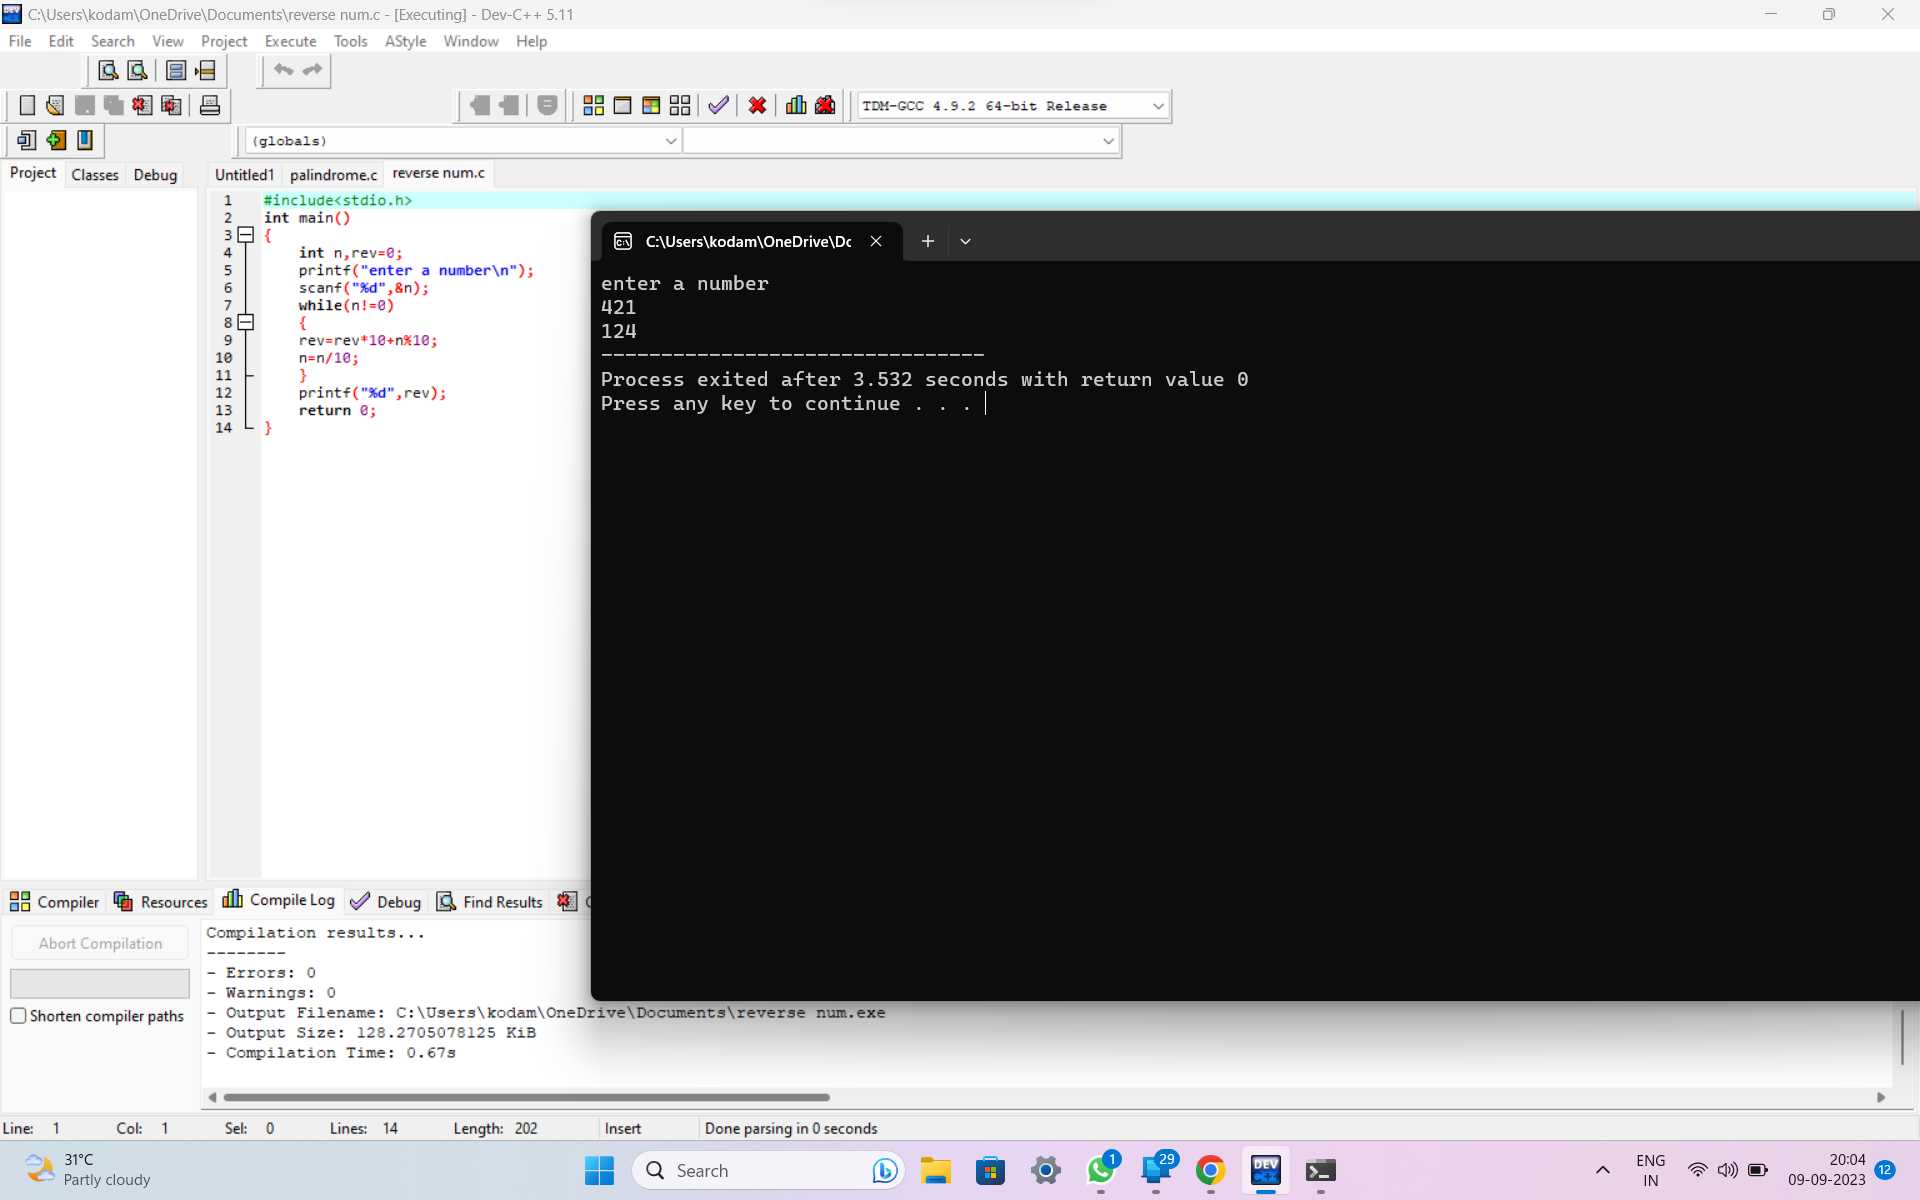 C:\Users\kodam\OneDrive\Documents\reverse num.c - [Executing] - Dev-C++ 5.11
File Edit Search View Project Execute Tools AStyle Window Help
TDM-GCC 4.9.2 64-bit Release
(globals)
Project Classes Debug
Untitled1 palindrome.c reverse num.c
1 #include<stdio.h>
2 int main()
3 {
4 int n,rev=0;
5 printf("enter a number\n");
6 scanf("%d",&n);
7 while(n!=0)
8 {
9 rev=rev*10+n%10;
10 n=n/10;
11 }
12 printf("%d",rev);
13 return 0;
14 }
C:\Users\kodam\OneDrive\Dc
enter a number
421
124
--------------------------------
Process exited after 3.532 seconds with return value 0
Press any key to continue . . .
Compiler Resources Compile Log Debug Find Results
Abort Compilation
Shorten compiler paths
Compilation results...
--------
- Errors: 0
- Warnings: 0
- Output Filename: C:\Users\kodam\OneDrive\Documents\reverse num.exe
- Output Size: 128.2705078125 KiB
- Compilation Time: 0.67s
Line: 1 Col: 1 Sel: 0 Lines: 14 Length: 202 Insert Done parsing in 0 seconds
31°C
Partly cloudy
Search
1
29
DEV
C++
ENG
IN
20:04
09-09-2023
12